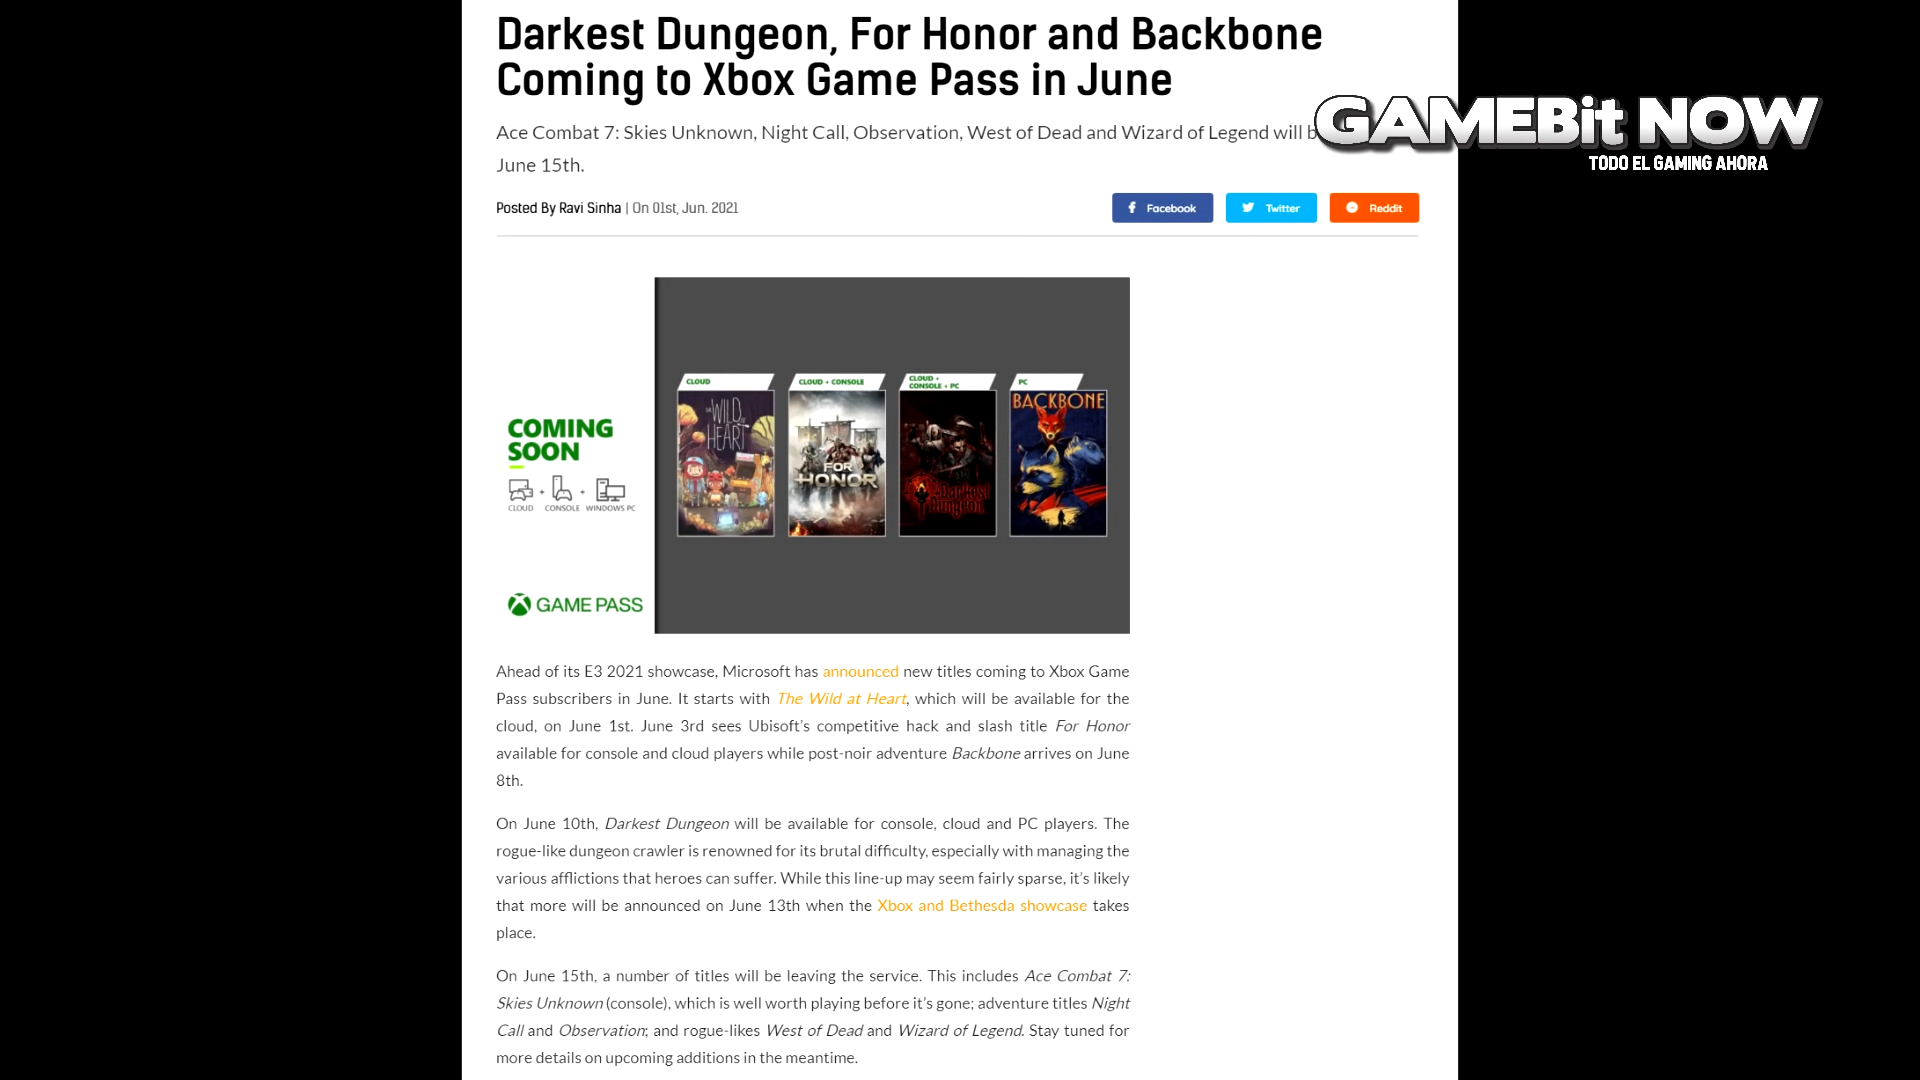 Darkest Dungeon, For Honor and Backbone
Coming to Xbox Game Pass in June
GAMEBit NOW
TODO EL GAMING AHORA
Ace Combat 7: Skies Unknown, Night Call, Observation, West of Dead and Wizard of Legend will
June 15th.
Posted By Ravi Sinha | On 01st, Jun. 2021
Facebook
Twitter
Reddit
COMING
SOON
CLOUD CONSOLE WINDOWS PC
GAME PASS
CLOUD
THE WILD AT HEART
CLOUD + CONSOLE
FOR
HONOR
CLOUD +
CONSOLE + PC
Darkest
Dungeon
PC
BACKBONE
Ahead of its E3 2021 showcase, Microsoft has announced new titles coming to Xbox Game
Pass subscribers in June. It starts with The Wild at Heart, which will be available for the
cloud, on June 1st. June 3rd sees Ubisoft's competitive hack and slash title For Honor
available for console and cloud players while post-noir adventure Backbone arrives on June
8th.
On June 10th, Darkest Dungeon will be available for console, cloud and PC players. The
rogue-like dungeon crawler is renowned for its brutal difficulty, especially with managing the
various afflictions that heroes can suffer. While this line-up may seem fairly sparse, it's likely
that more will be announced on June 13th when the Xbox and Bethesda showcase takes
place.
On June 15th, a number of titles will be leaving the service. This includes Ace Combat 7:
Skies Unknown (console), which is well worth playing before it's gone; adventure titles Night
Call and Observation; and rogue-likes West of Dead and Wizard of Legend. Stay tuned for
more details on upcoming additions in the meantime.